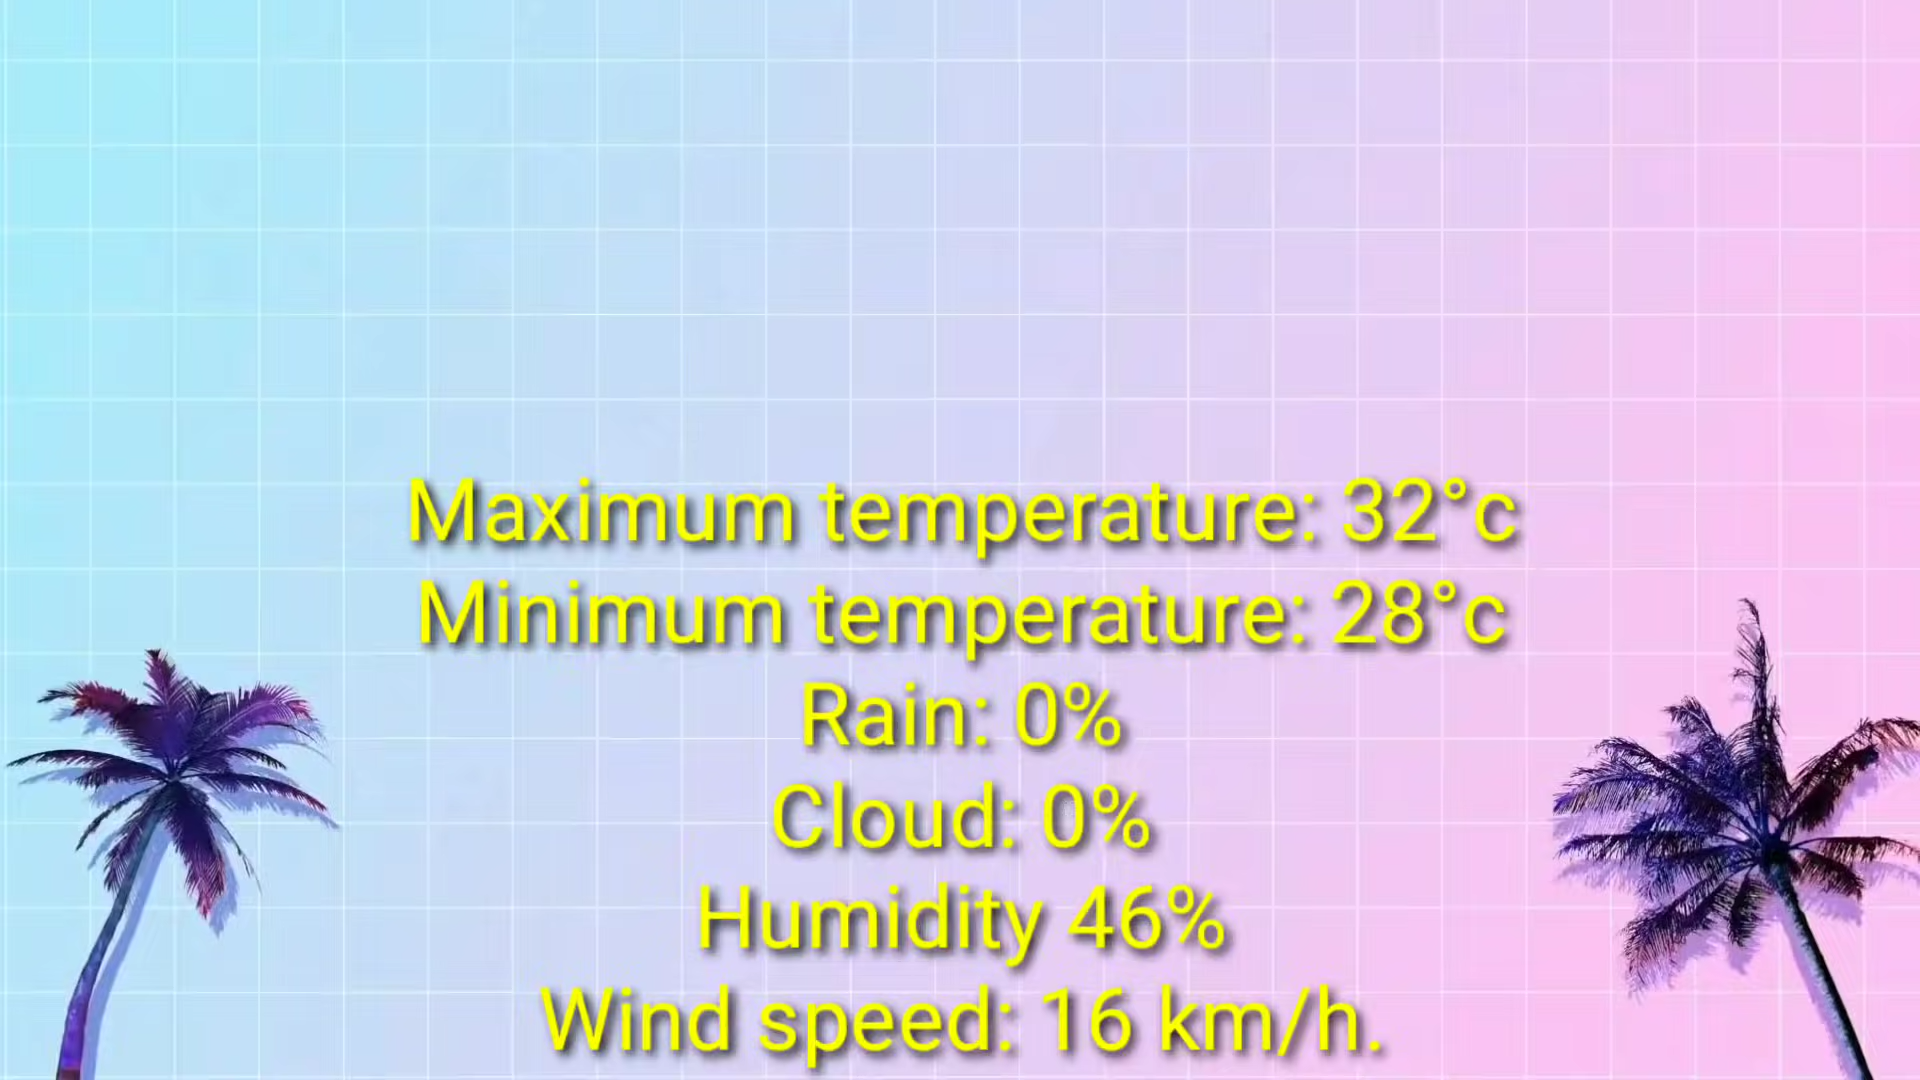 Maximum temperature: 32°c
Minimum temperature: 28°c
Rain: 0%
Cloud: 0%
Humidity 46%
Wind speed: 16 km/h.